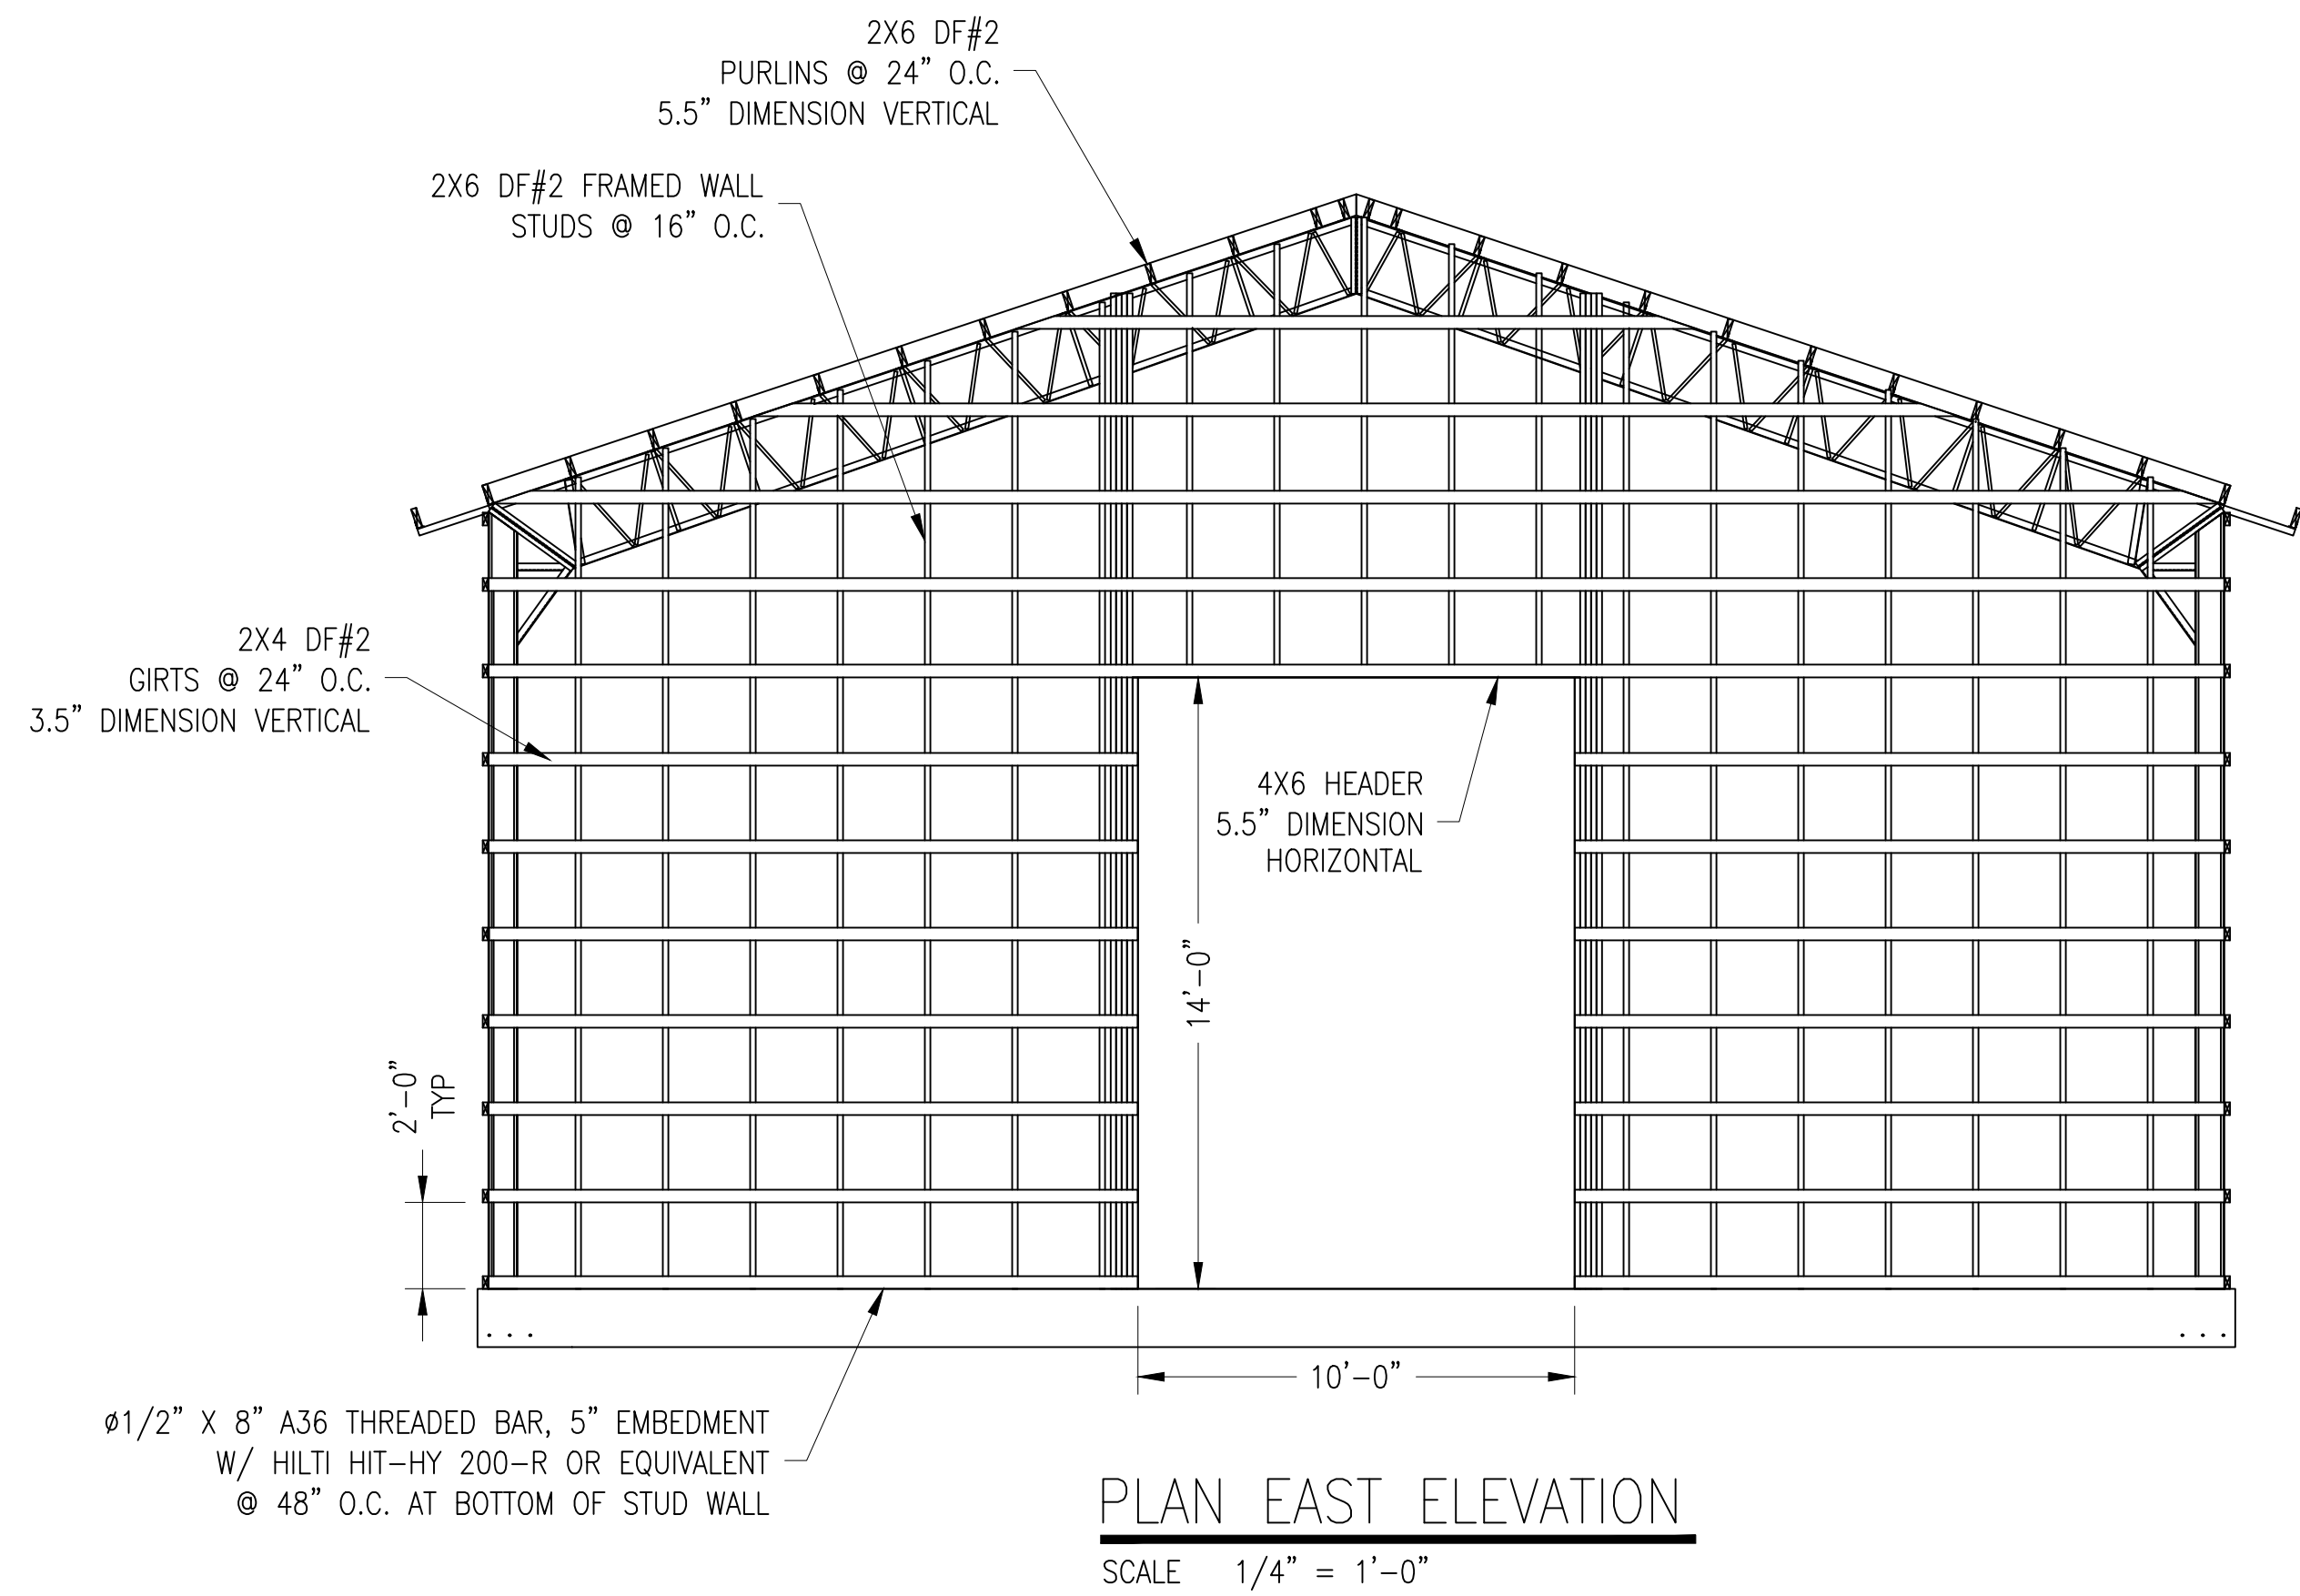 2X6 DF#2
PURLINS @ 24" O.C.
5.5" DIMENSION VERTICAL
2X6 DF#2 FRAMED WALL
STUDS @ 16" O.C.
2X4 DF#2
GIRTS @ 24" O.C.
3.5" DIMENSION VERTICAL
4X6 HEADER
5.5" DIMENSION
HORIZONTAL
14'-0"
2'-0"
TYP
10'-0"
ø1/2" X 8" A36 THREADED BAR, 5" EMBEDMENT
W/ HILTI HIT-HY 200-R OR EQUIVALENT
@ 48" O.C. AT BOTTOM OF STUD WALL
PLAN EAST ELEVATION
SCALE 1/4" = 1'-0"